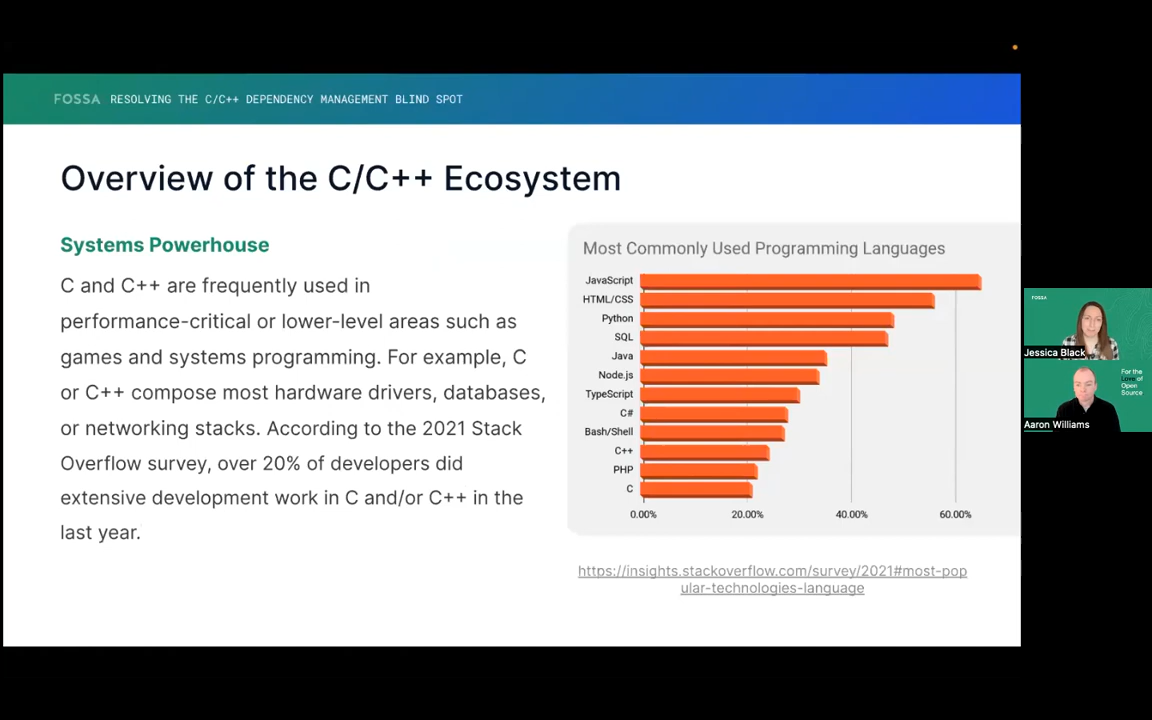 FOSSA RESOLVING THE C/C++ DEPENDENCY MANAGEMENT BLIND SPOT
Overview of the C/C++ Ecosystem
Systems Powerhouse
C and C++ are frequently used in
performance-critical or lower-level areas such as
games and systems programming. For example, C
or C++ compose most hardware drivers, databases,
or networking stacks. According to the 2021 Stack
Overflow survey, over 20% of developers did
extensive development work in C and/or C++ in the
last year.
Most Commonly Used Programming Languages
JavaScript
HTML/CSS
Python
SQL
Java
Node.js
TypeScript
C#
Bash/Shell
C++
PHP
C
0.00% 20.00% 40.00% 60.00%
https://insights.stackoverflow.com/survey/2021#most-pop
ular-technologies-language
FOSSA
Jessica Black
For the
Love of
Open
Source
Aaron Williams